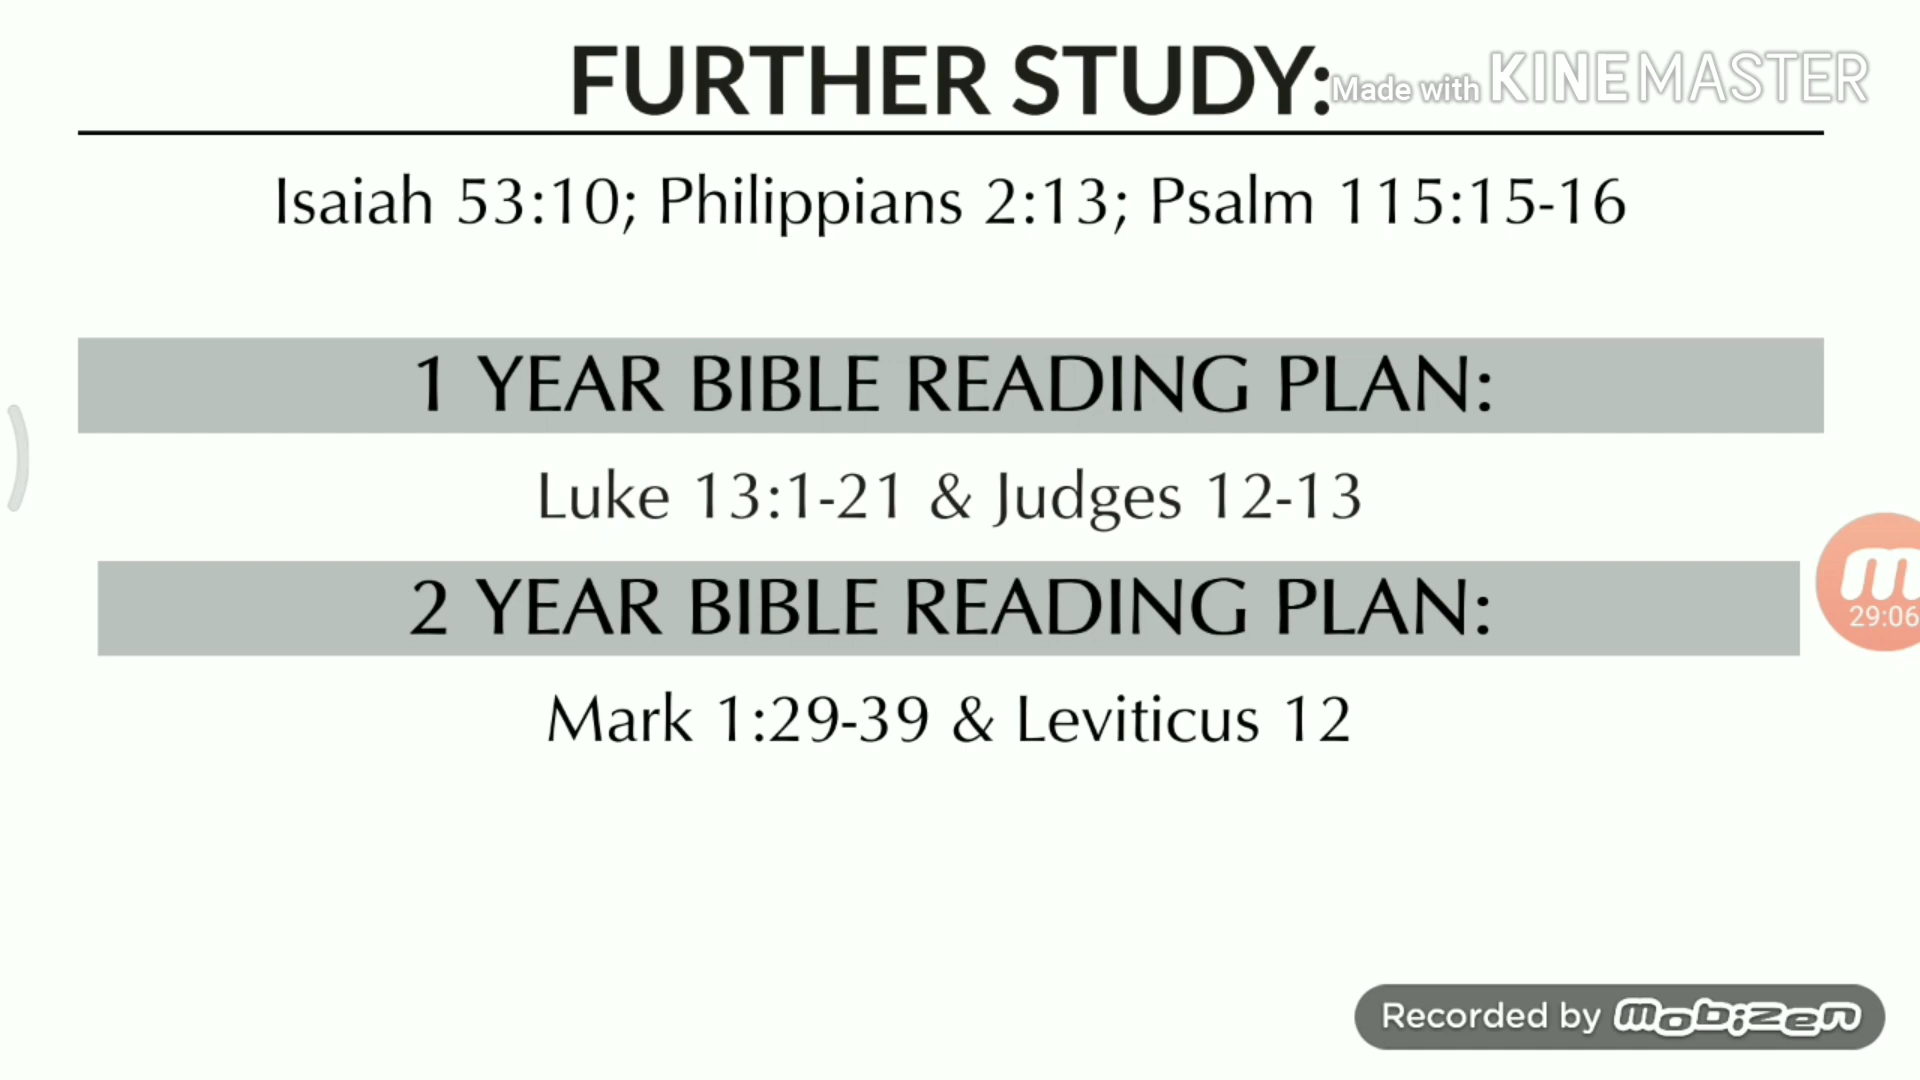 FURTHER STUDY:
Made with KINEMASTER
Isaiah 53:10; Philippians 2:13; Psalm 115:15-16
1 YEAR BIBLE READING PLAN:
Luke 13:1-21 & Judges 12-13
2 YEAR BIBLE READING PLAN:
m
29:06
Mark 1:29-39 & Leviticus 12
Recorded by mobizen